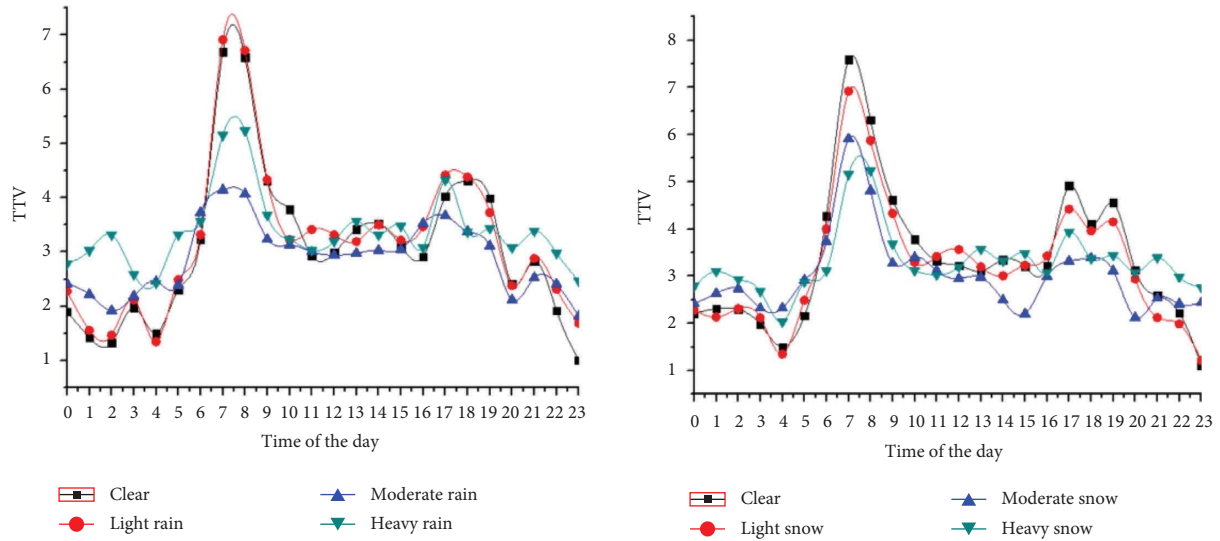 7
6
5
4
3
2
1
TTV
0 1 2 3 4 5 6 7 8 9 10 11 12 13 14 15 16 17 18 19 20 21 22 23
Time of the day
Clear
Light rain
Moderate rain
Heavy rain
8
7
6
5
4
3
2
1
TTV
0 1 2 3 4 5 6 7 8 9 10 11 12 13 14 15 16 17 18 19 20 21 22 23
Time of the day
Clear
Light snow
Moderate snow
Heavy snow